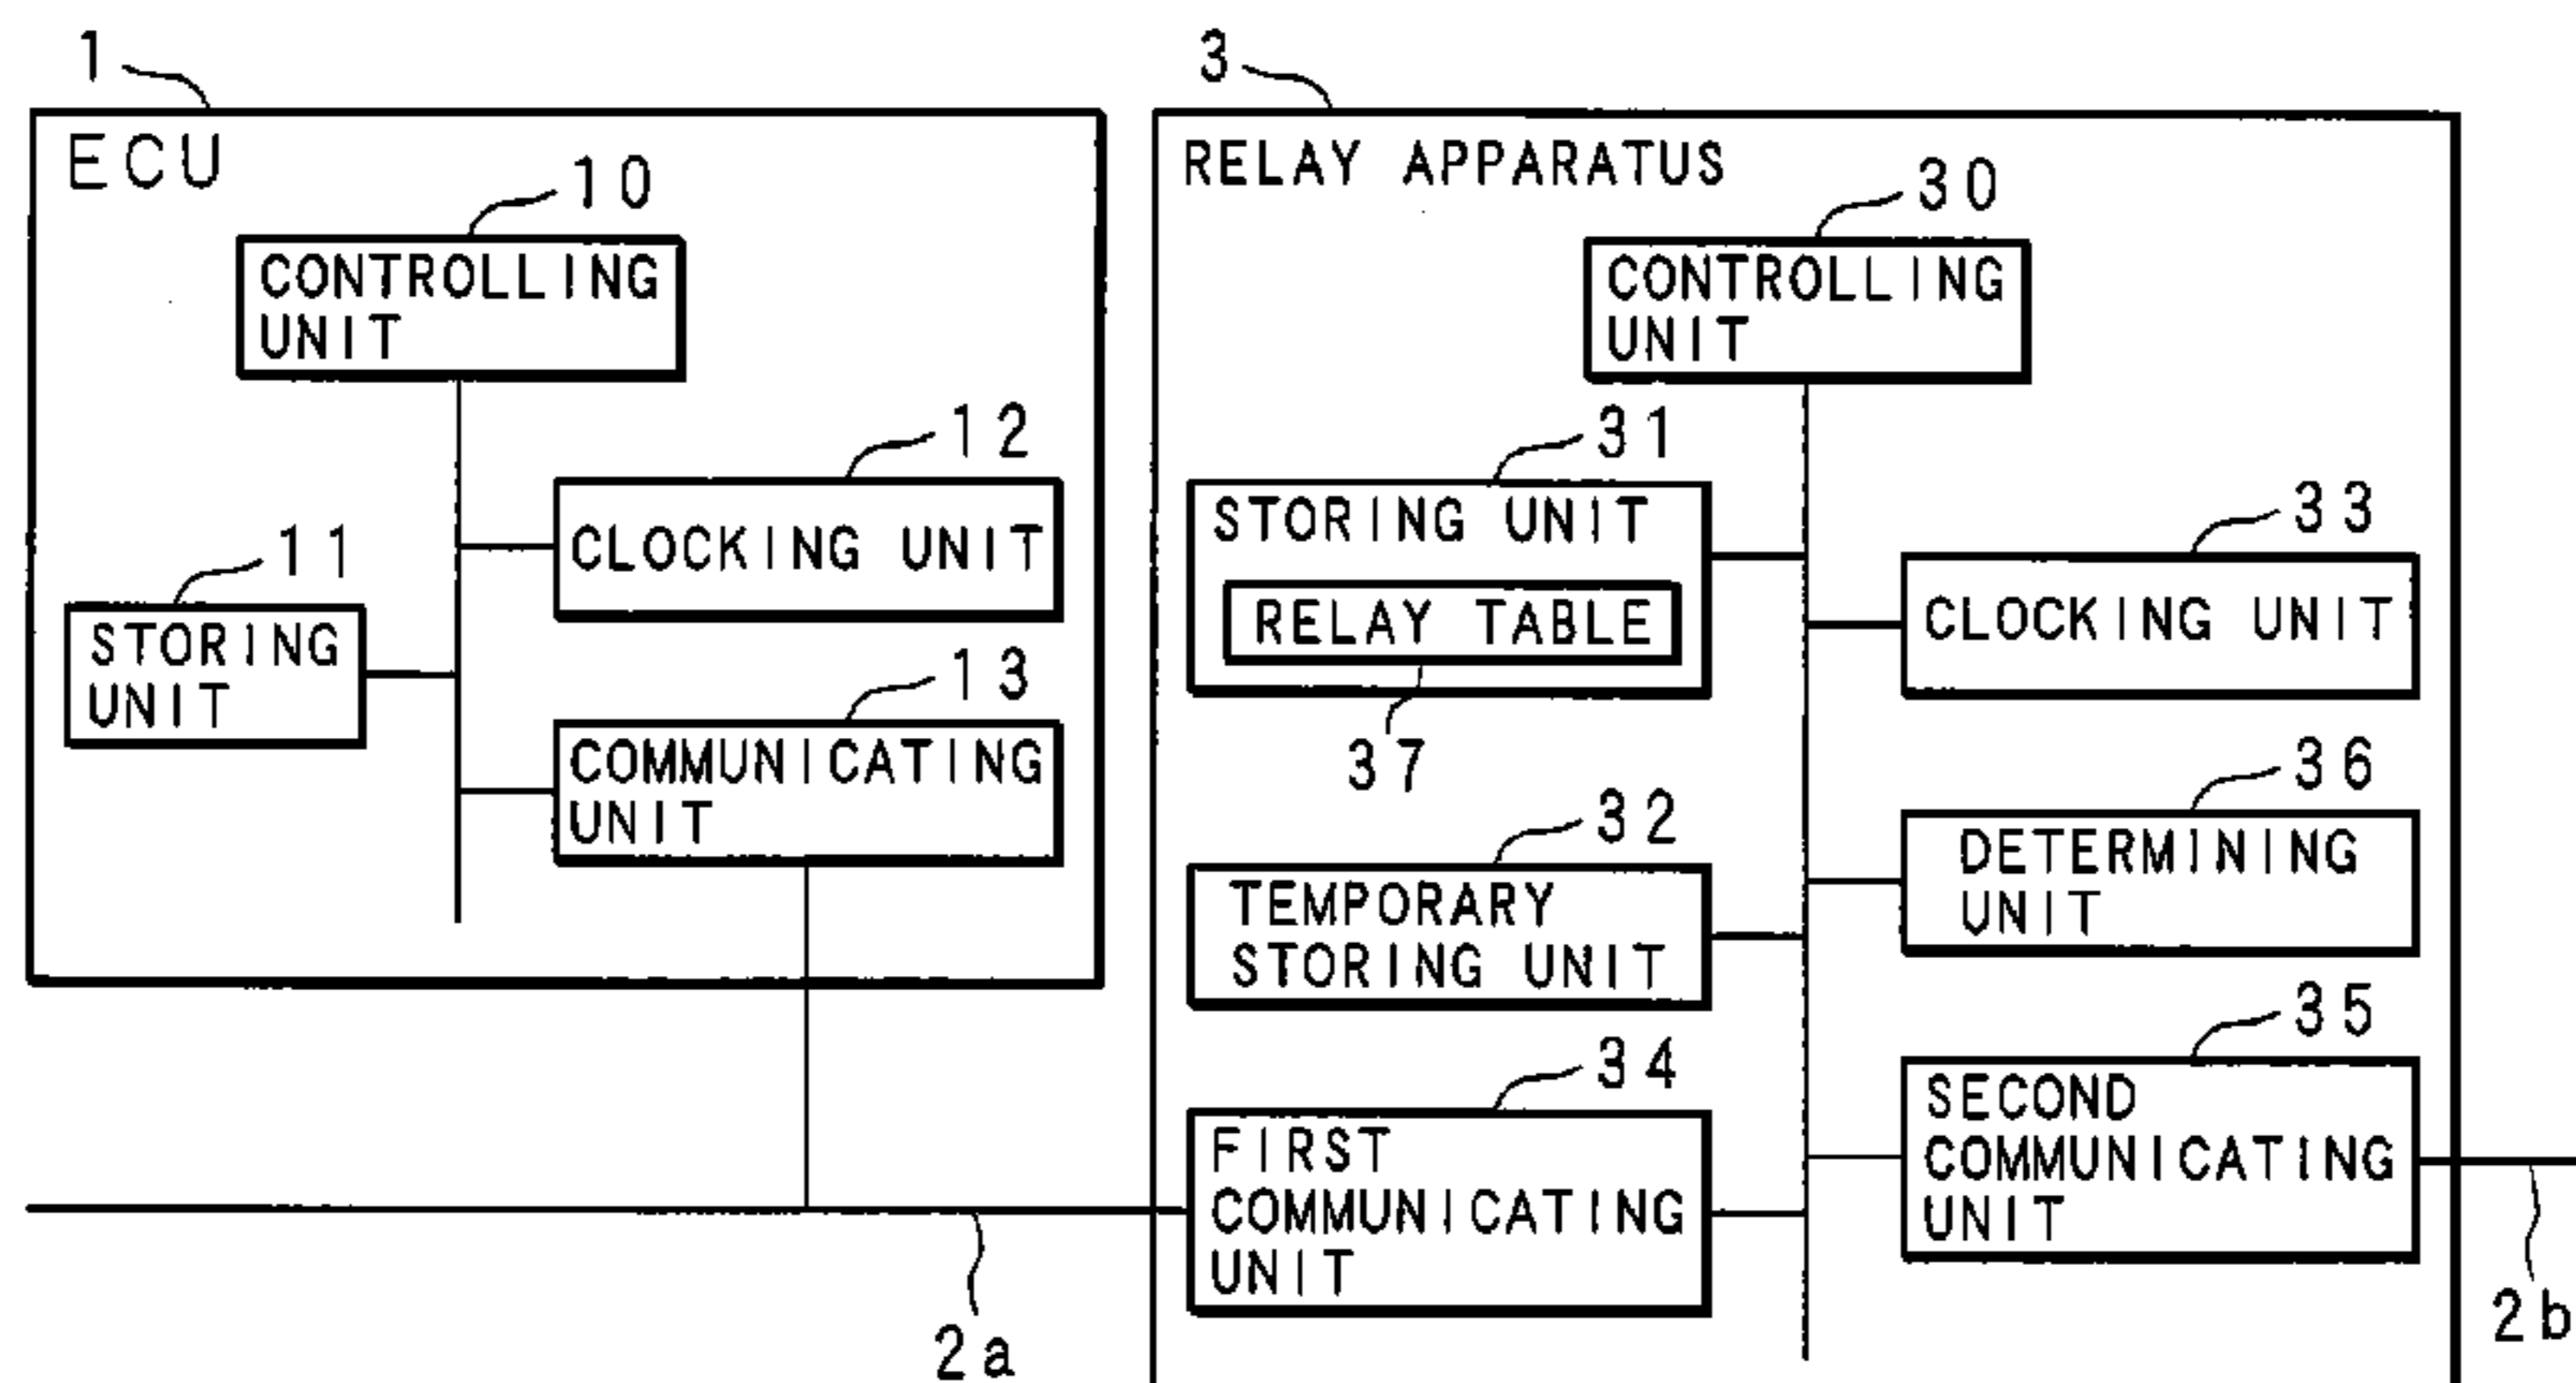 1
ECU
10
CONTROLLING
UNIT
12
CLOCKING UNIT
11
STORING
UNIT
13
COMMUNICATING
UNIT
2a
3
RELAY APPARATUS
30
CONTROLLING
UNIT
31
STORING UNIT
RELAY TABLE
37
33
CLOCKING UNIT
32
TEMPORARY
STORING UNIT
36
DETERMINING
UNIT
34
FIRST
COMMUNICATING
UNIT
35
SECOND
COMMUNICATING
UNIT
2b